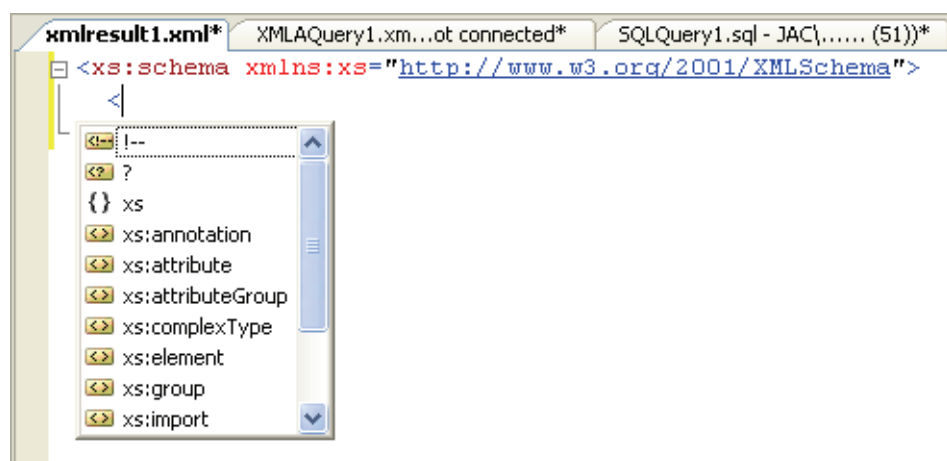 xmlresult1.xml* XMLAQuery1.xm...ot connected* SQLQuery1.sql - JAC\...... (51))*
<xs:schema xmlns:xs="http://www.w3.org/2001/XMLSchema">
<
<!-- !--
<? ?
{} xs
<> xs:annotation
<> xs:attribute
<> xs:attributeGroup
<> xs:complexType
<> xs:element
<> xs:group
<> xs:import